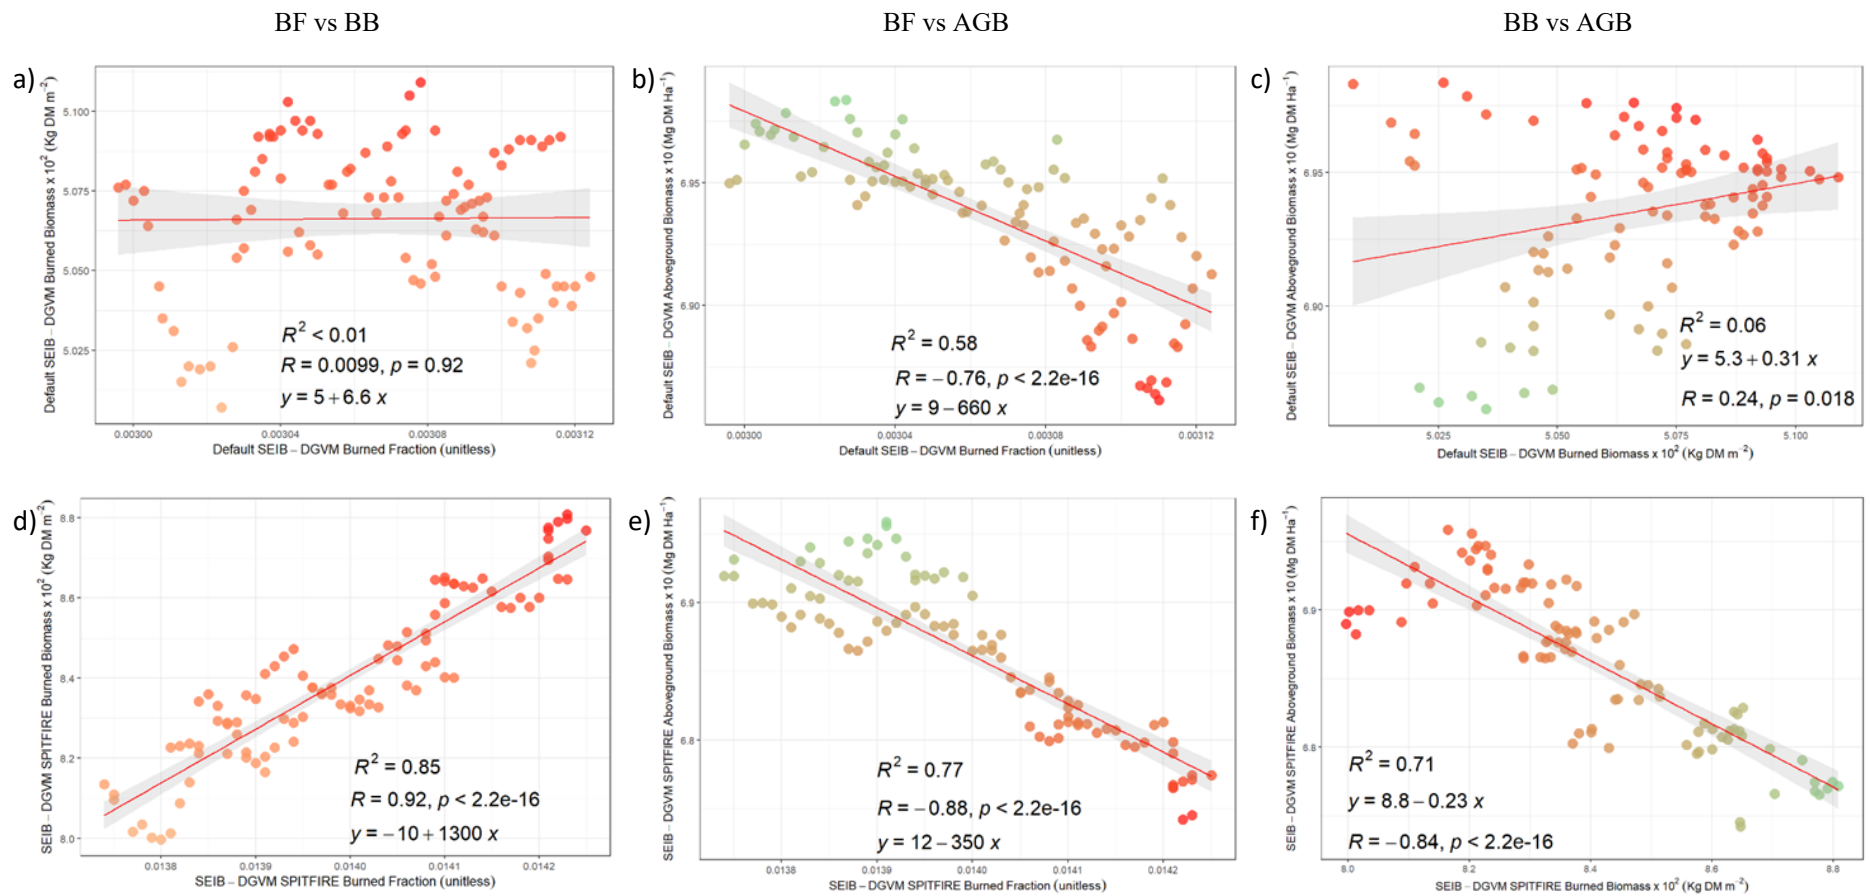 BF vs BB
BF vs AGB
BB vs AGB
a)
Default SEIB – DGVM Burned Biomass x 10² (Kg DM m⁻²)
5.100
5.075
5.050
5.025
R² < 0.01
R = 0.0099, p = 0.92
y = 5 + 6.6 x
0.00300
0.00304
0.00308
0.00312
Default SEIB – DGVM Burned Fraction (unitless)
b)
Default SEIB – DGVM Aboveground Biomass x 10 (Mg DM Ha⁻¹)
6.95
6.90
R² = 0.58
R = – 0.76, p < 2.2e-16
y = 9 – 660 x
0.00300
0.00304
0.00308
0.00312
Default SEIB – DGVM Burned Fraction (unitless)
c)
Default SEIB – DGVM Aboveground Biomass x 10 (Mg DM Ha⁻¹)
6.95
6.90
R² = 0.06
y = 5.3 + 0.31 x
R = 0.24, p = 0.018
5.025
5.050
5.075
5.100
Default SEIB – DGVM Burned Biomass x 10² (Kg DM m⁻²)
d)
SEIB – DGVM SPITFIRE Burned Biomass x 10² (Kg DM m⁻²)
8.8
8.6
8.4
8.2
8.0
R² = 0.85
R = 0.92, p < 2.2e-16
y = – 10 + 1300 x
0.0138
0.0139
0.0140
0.0141
0.0142
SEIB – DGVM SPITFIRE Burned Fraction (unitless)
e)
SEIB – DGVM SPITFIRE Aboveground Biomass x 10 (Mg DM Ha⁻¹)
6.9
6.8
R² = 0.77
R = – 0.88, p < 2.2e-16
y = 12 – 350 x
0.0138
0.0139
0.0140
0.0141
0.0142
SEIB – DGVM SPITFIRE Burned Fraction (unitless)
f)
SEIB – DGVM SPITFIRE Aboveground Biomass x 10 (Mg DM Ha⁻¹)
6.9
6.8
R² = 0.71
y = 8.8 – 0.23 x
R = – 0.84, p < 2.2e-16
8.0
8.2
8.4
8.6
8.8
SEIB – DGVM SPITFIRE Burned Biomass x 10² (Kg DM m⁻²)